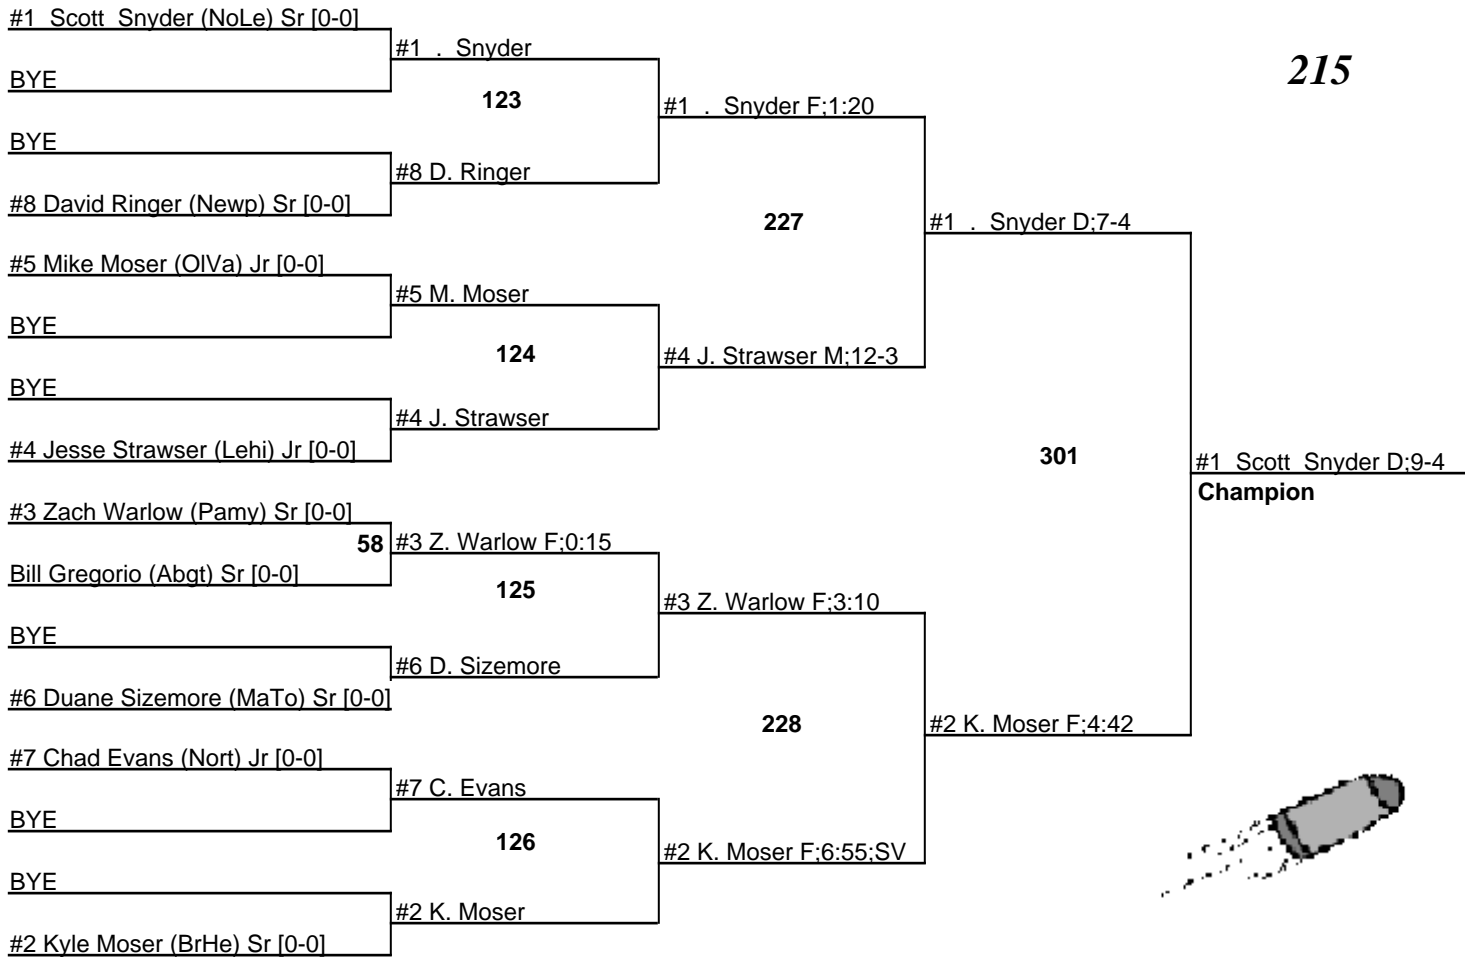 #1 Scott Snyder (NoLe) Sr [0-0]
BYE
BYE
#8 David Ringer (Newp) Sr [0-0]
#5 Mike Moser (OlVa) Jr [0-0]
BYE
BYE
#4 Jesse Strawser (Lehi) Jr [0-0]
#3 Zach Warlow (Pamy) Sr [0-0]
58
Bill Gregorio (Abgt) Sr [0-0]
BYE
#6 Duane Sizemore (MaTo) Sr [0-0]
#7 Chad Evans (Nort) Jr [0-0]
BYE
BYE
#2 Kyle Moser (BrHe) Sr [0-0]
#1 . Snyder
123
#8 D. Ringer
#5 M. Moser
124
#4 J. Strawser
#3 Z. Warlow F;0:15
125
#6 D. Sizemore
#7 C. Evans
126
#2 K. Moser
#1 . Snyder F;1:20
227
#4 J. Strawser M;12-3
#3 Z. Warlow F;3:10
228
#2 K. Moser F;6:55;SV
#1 . Snyder D;7-4
301
#2 K. Moser F;4:42
215
#1 Scott Snyder D;9-4
Champion